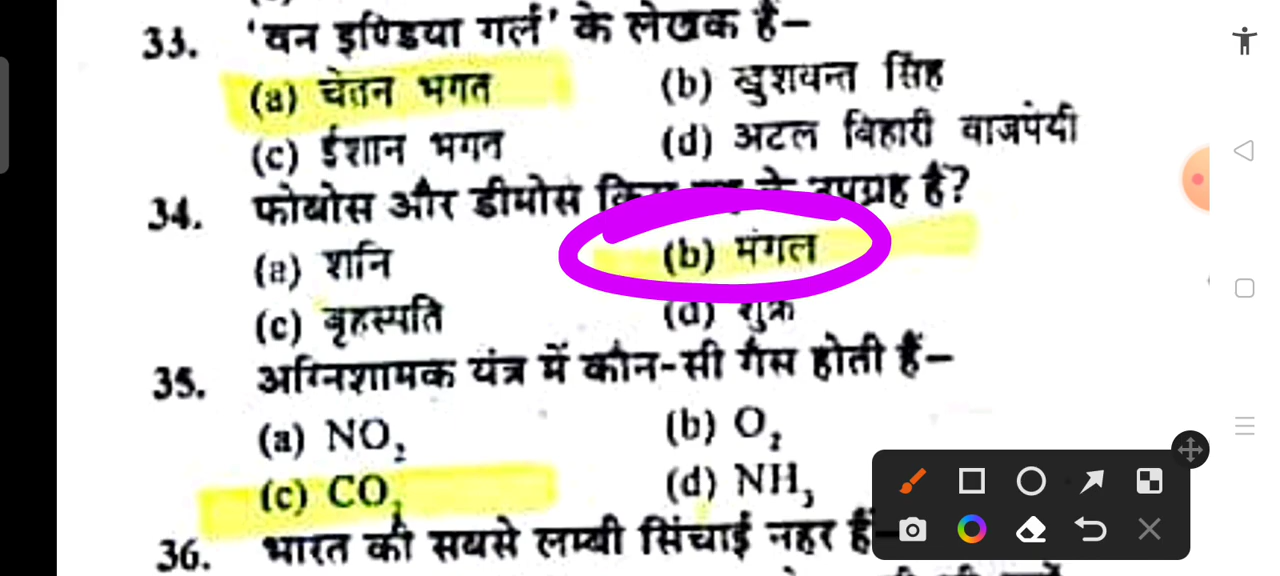 33. 'वन इण्डिया गर्ल' के लेखक हैं–
(a) चेतन भगत (b) खुशवन्त सिंह
(c) ईशान भगत (d) अटल बिहारी वाजपेयी
34. फोबोस और डीमोस उपग्रह है?
(a) शनि (b) मंगल
(c) बृहस्पति (d) शुक्र
35. अग्निशामक यंत्र में कौन-सी गैस होती हैं–
(a) NO₂ (b) O₂
(c) CO₂ (d) NH₃
36. भारत की सबसे लम्बी सिंचाई नहर हैं